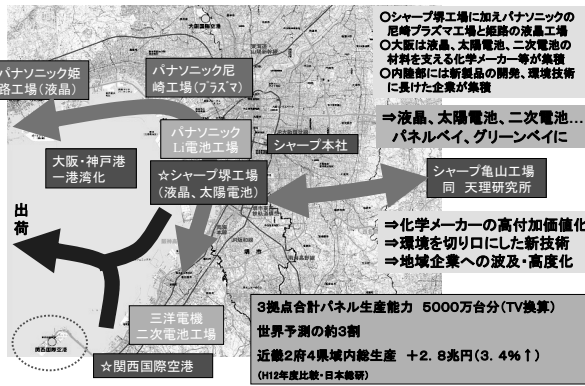 大阪国際空港
パナソニック姫
路工場(液晶)
パナソニック尼
崎工場(プラズマ)
パナソニック
Li電池工場
シャープ本社
大阪・神戸港
一港湾化
☆シャープ堺工場
(液晶、太陽電池)
シャープ亀山工場
同 天理研究所
出
荷
堺市
三洋電機
二次電池工場
関西国際空港
☆関西国際空港
○シャープ堺工場に加えパナソニックの
尼崎プラズマ工場と姫路の液晶工場
○大阪は液晶、太陽電池、二次電池の
材料を支える化学メーカー等が集積
○内陸部には新製品の開発、環境技術
に長けた企業が集積
⇒液晶、太陽電池、二次電池…
パネルベイ、グリーンベイに
⇒化学メーカーの高付加価値化
⇒環境を切り口にした新技術
⇒地域企業への波及・高度化
3拠点合計パネル生産能力 5000万台分(TV換算)
世界予測の約3割
近畿2府4県域内総生産 +2.8兆円(3.4%↑)
(H12年度比較・日本総研)